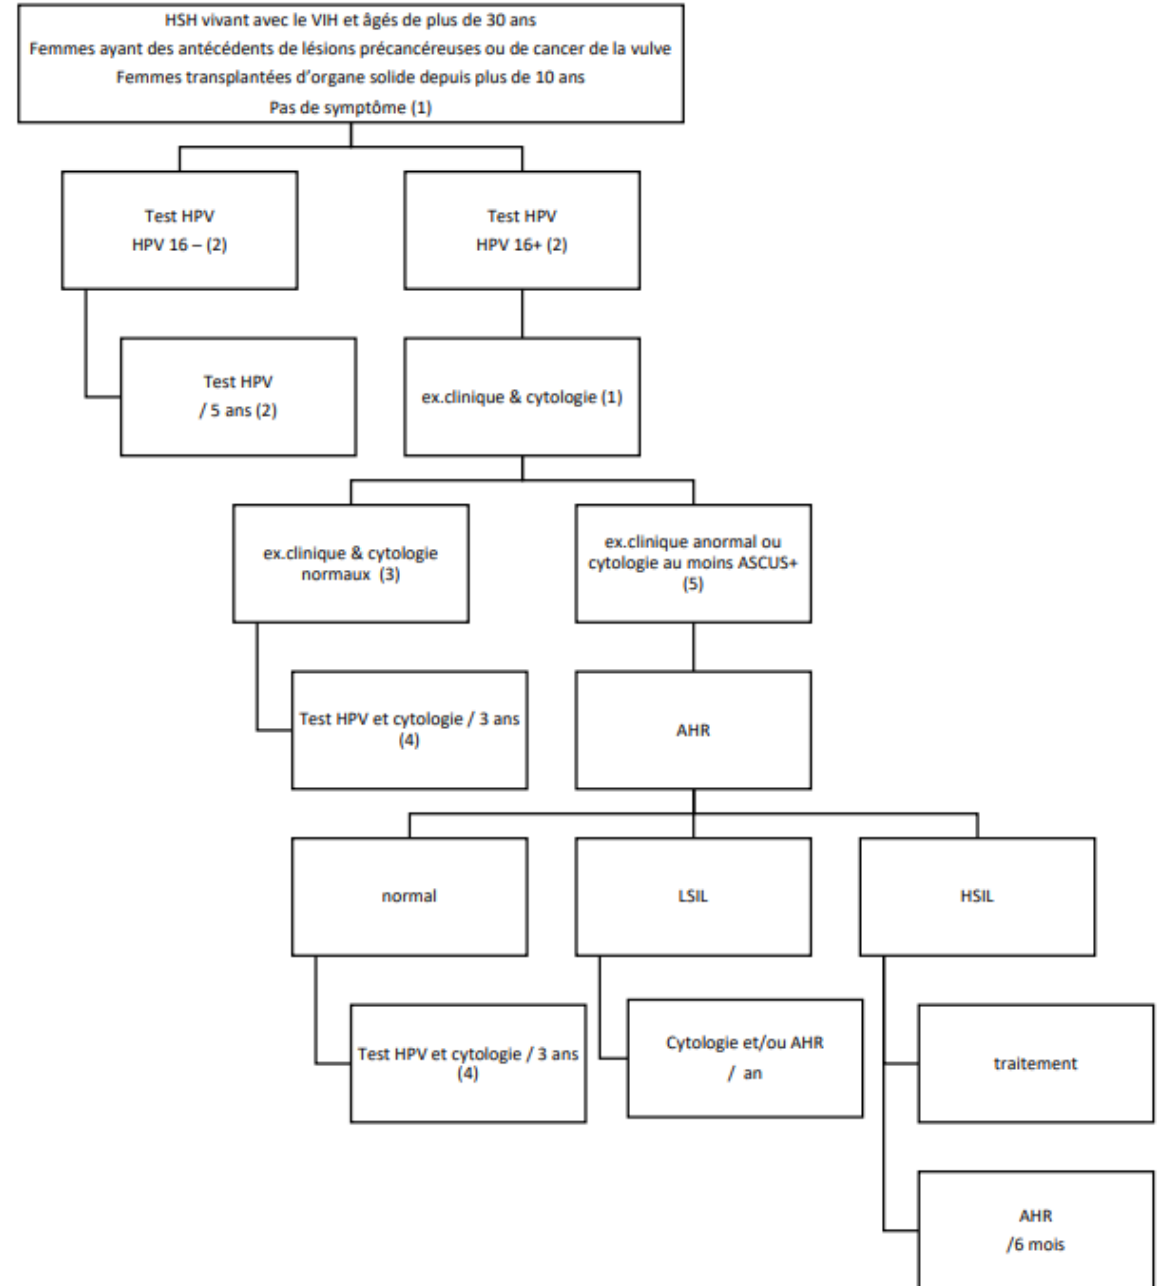 HSH vivant avec le VIH et âgés de plus de 30 ans
Femmes ayant des antécédents de lésions précancéreuses ou de cancer de la vulve
Femmes transplantées d'organe solide depuis plus de 10 ans
Pas de symptôme (1)
Test HPV
HPV 16 – (2)
Test HPV
HPV 16+ (2)
Test HPV
/ 5 ans (2)
ex.clinique & cytologie (1)
ex.clinique & cytologie
normaux (3)
ex.clinique anormal ou
cytologie au moins ASCUS+
(5)
Test HPV et cytologie / 3 ans
(4)
AHR
normal
LSIL
HSIL
Test HPV et cytologie / 3 ans
(4)
Cytologie et/ou AHR
/ an
traitement
AHR
/6 mois